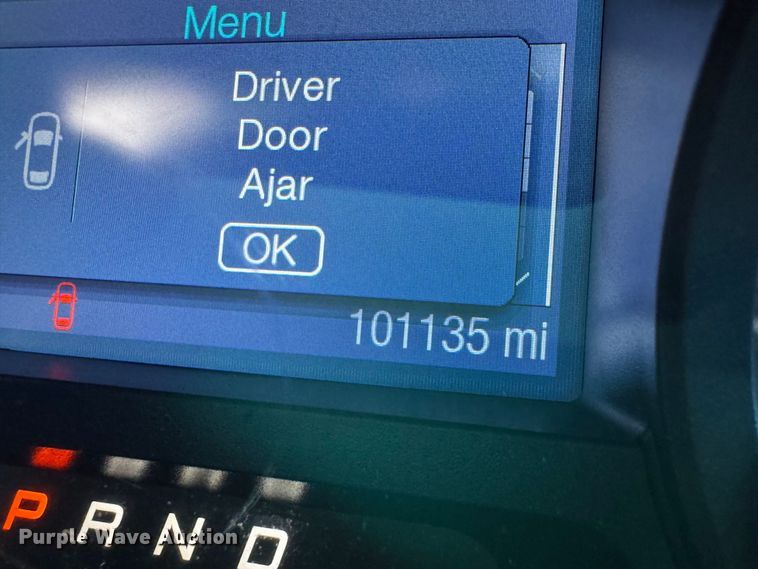 Menu
Driver
Door
Ajar
OK
101135 mi
P R N D
Purple Wave Auction